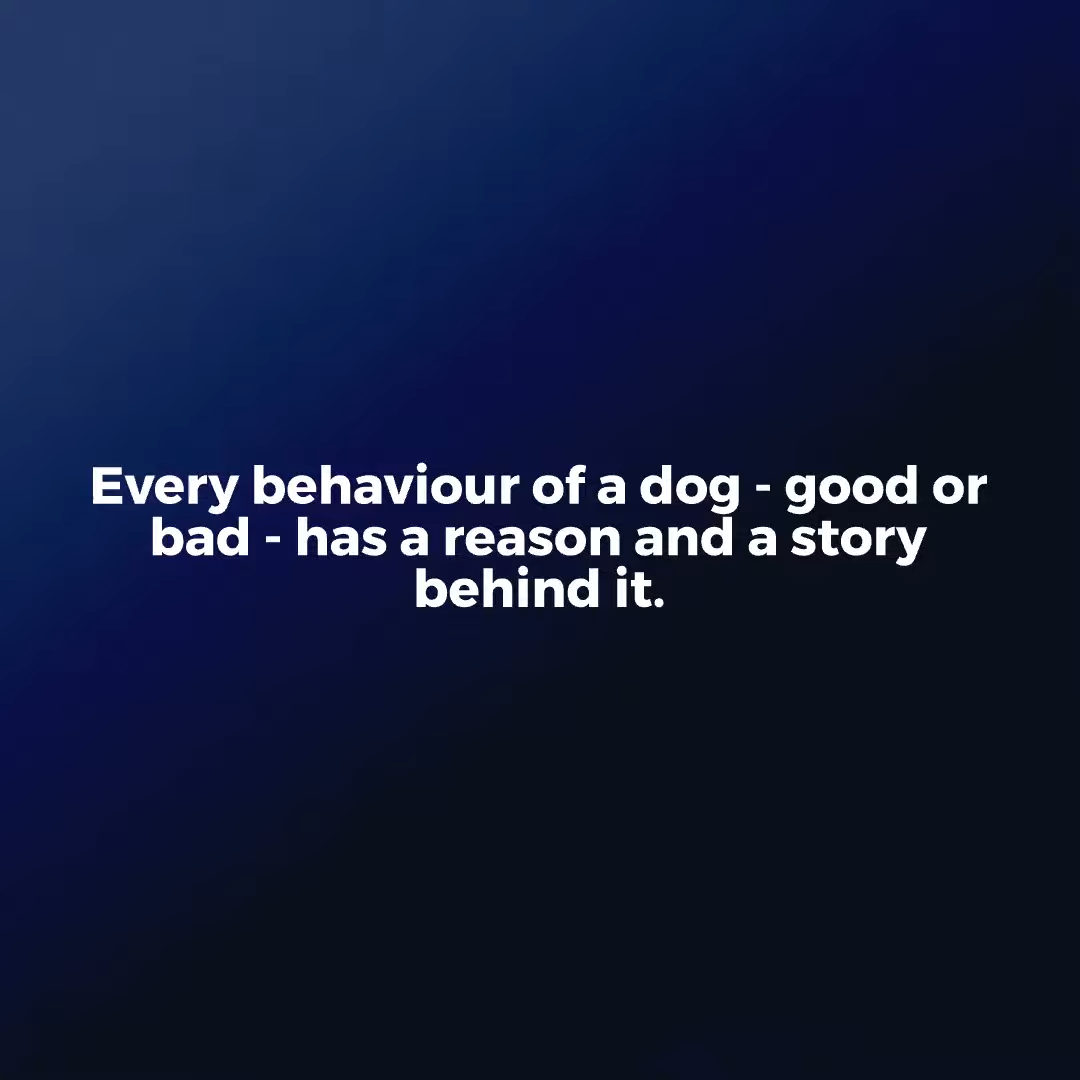 Every behaviour of a dog - good or
bad - has a reason and a story
behind it.